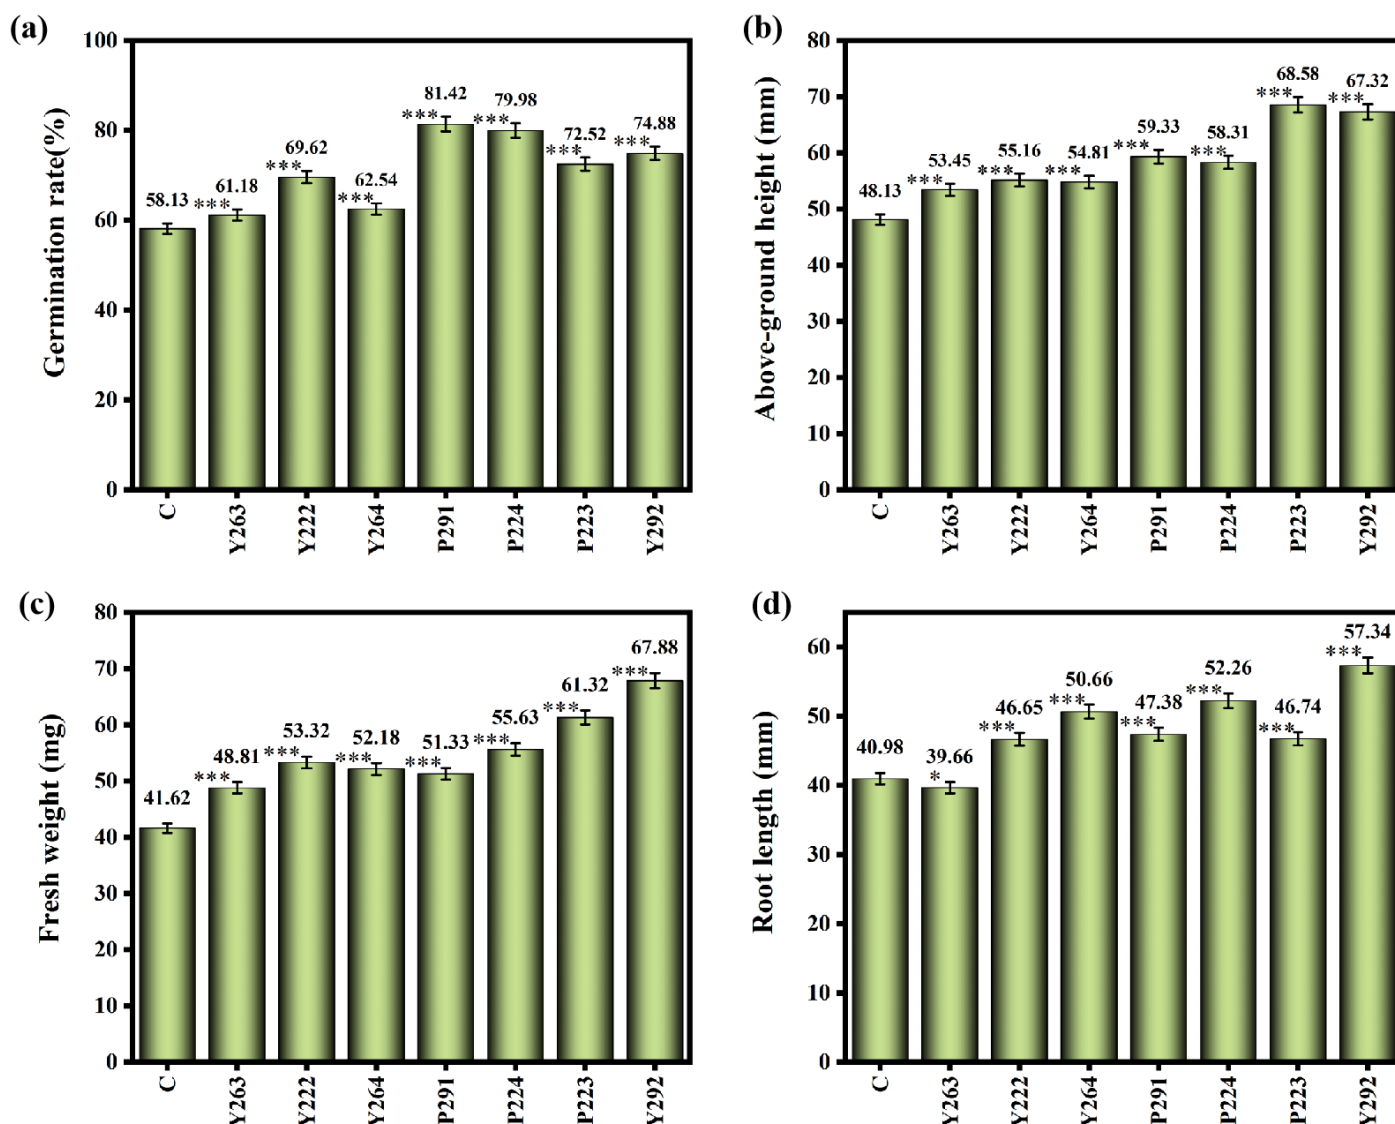 (a)
Germination rate(%)
100
80
60
40
20
0
58.13
61.18
69.62
62.54
81.42
79.98
72.52
74.88
***
***
***
***
***
***
***
C
Y263
Y222
Y264
P291
P224
P223
Y292
(b)
Above-ground height (mm)
80
70
60
50
40
30
20
10
0
48.13
53.45
55.16
54.81
59.33
58.31
68.58
67.32
***
***
***
***
***
***
***
C
Y263
Y222
Y264
P291
P224
P223
Y292
(c)
Fresh weight (mg)
80
70
60
50
40
30
20
10
0
41.62
48.81
53.32
52.18
51.33
55.63
61.32
67.88
***
***
***
***
***
***
***
C
Y263
Y222
Y264
P291
P224
P223
Y292
(d)
Root length (mm)
60
50
40
30
20
10
0
40.98
39.66
46.65
50.66
47.38
52.26
46.74
57.34
*
***
***
***
***
***
***
C
Y263
Y222
Y264
P291
P224
P223
Y292